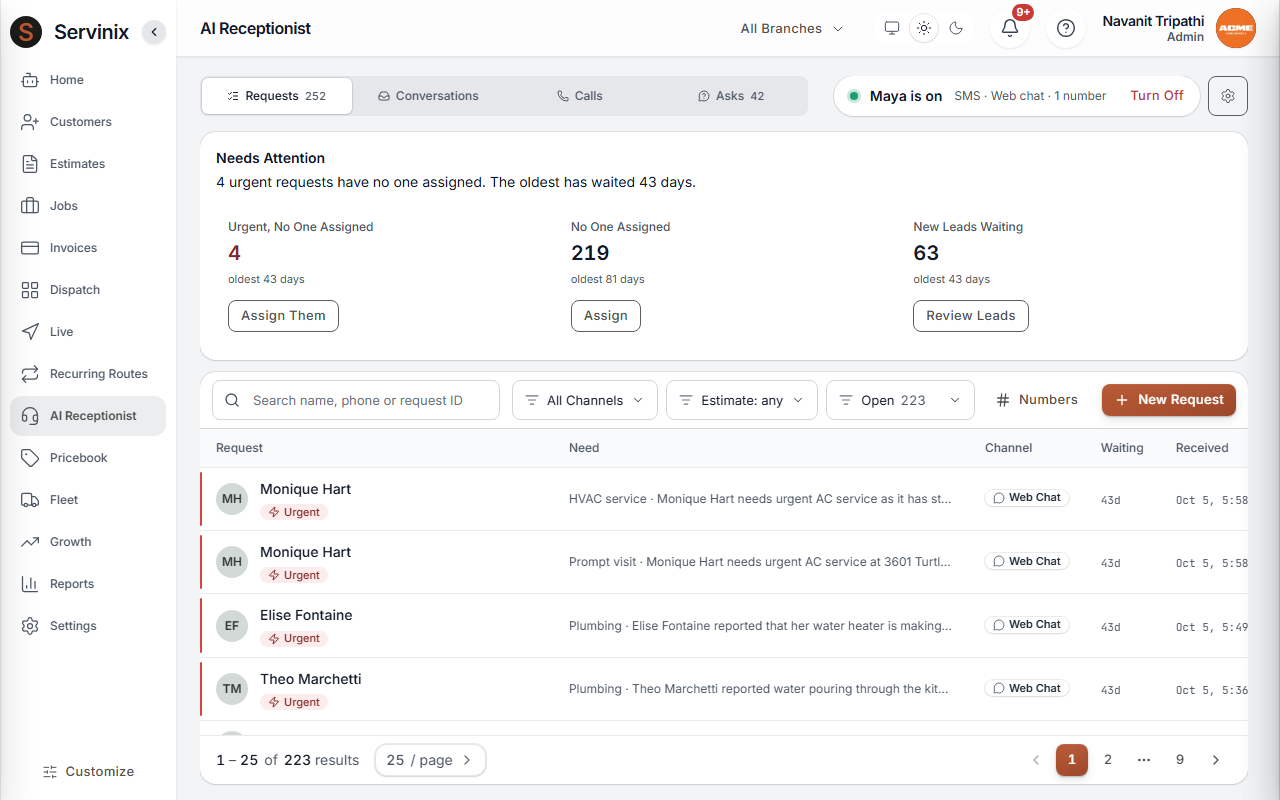 S Servinix
Home
Customers
Estimates
Jobs
Invoices
Dispatch
Live
Recurring Routes
AI Receptionist
Pricebook
Fleet
Growth
Reports
Settings
Customize
AI Receptionist
All Branches
9+
Navanit Tripathi
Admin
ACME
Requests 252
Conversations
Calls
Asks 42
Maya is on SMS · Web chat · 1 number Turn Off
Needs Attention
4 urgent requests have no one assigned. The oldest has waited 43 days.
Urgent, No One Assigned
4
oldest 43 days
Assign Them
No One Assigned
219
oldest 81 days
Assign
New Leads Waiting
63
oldest 43 days
Review Leads
Search name, phone or request ID
All Channels
Estimate: any
Open 223
# Numbers
+ New Request
Request Need Channel Waiting Received
MH Monique Hart
Urgent
HVAC service · Monique Hart needs urgent AC service as it has st... Web Chat 43d Oct 5, 5:58
MH Monique Hart
Urgent
Prompt visit · Monique Hart needs urgent AC service at 3601 Turtl... Web Chat 43d Oct 5, 5:58
EF Elise Fontaine
Urgent
Plumbing · Elise Fontaine reported that her water heater is making... Web Chat 43d Oct 5, 5:49
TM Theo Marchetti
Urgent
Plumbing · Theo Marchetti reported water pouring through the kit... Web Chat 43d Oct 5, 5:36
1 – 25 of 223 results
25 / page
1 2 ... 9